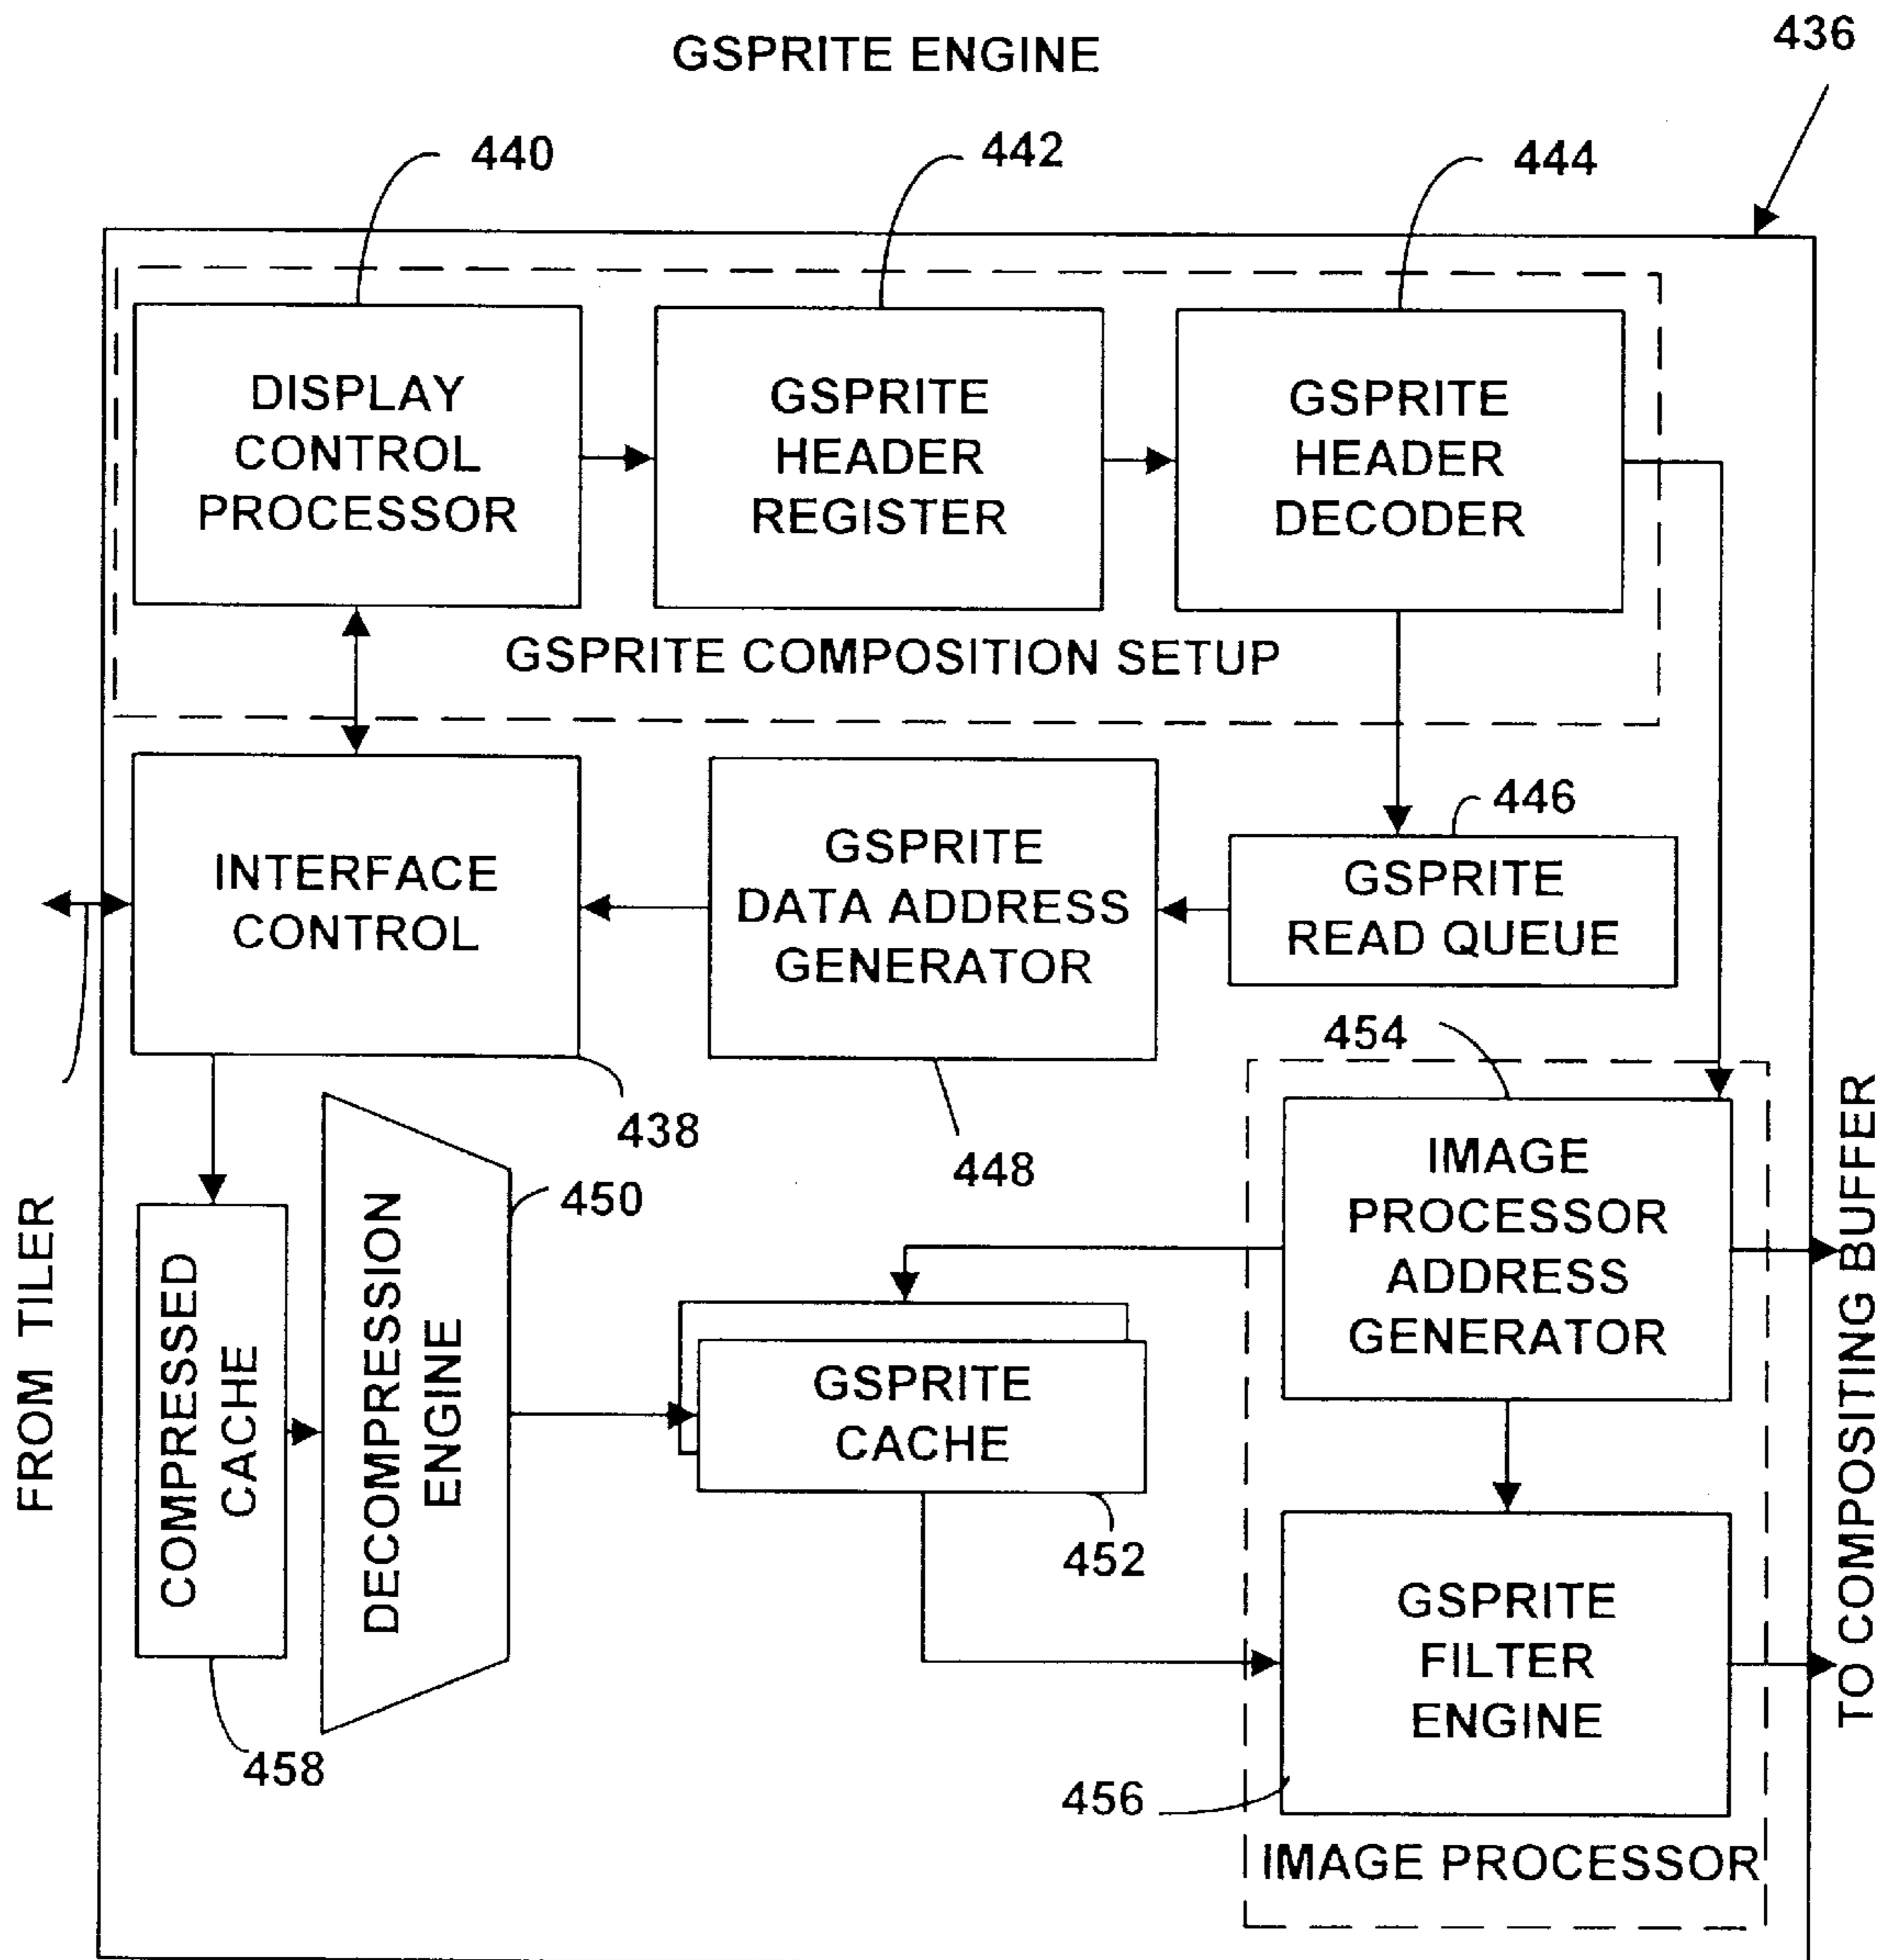 GSPRITE ENGINE
436
440
442
444
DISPLAY
CONTROL
PROCESSOR
GSPRITE
HEADER
REGISTER
GSPRITE
HEADER
DECODER
GSPRITE COMPOSITION SETUP
446
INTERFACE
CONTROL
GSPRITE
DATA ADDRESS
GENERATOR
GSPRITE
READ QUEUE
438
448
454
FROM TILER
COMPRESSED
CACHE
458
DECOMPRESSION
ENGINE
450
GSPRITE
CACHE
452
IMAGE
PROCESSOR
ADDRESS
GENERATOR
GSPRITE
FILTER
ENGINE
456
IMAGE PROCESSOR
TO COMPOSITING BUFFER